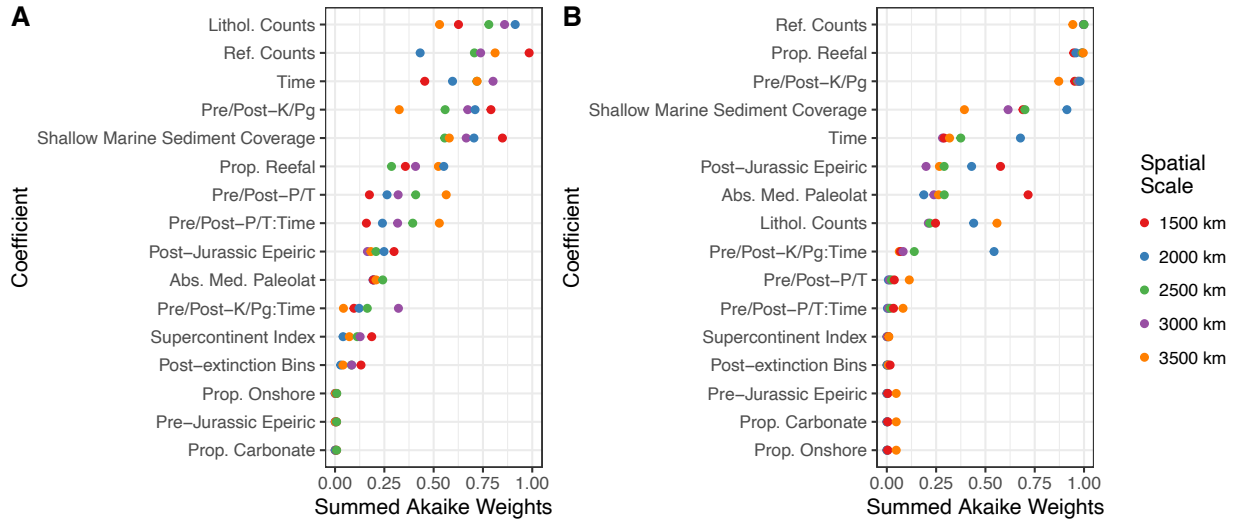 A
Coefficient
Lithol. Counts
Ref. Counts
Time
Pre/Post−K/Pg
Shallow Marine Sediment Coverage
Prop. Reefal
Pre/Post−P/T
Pre/Post−P/T:Time
Post−Jurassic Epeiric
Abs. Med. Paleolat
Pre/Post−K/Pg:Time
Supercontinent Index
Post−extinction Bins
Prop. Onshore
Pre−Jurassic Epeiric
Prop. Carbonate
0.00 0.25 0.50 0.75 1.00
Summed Akaike Weights
B
Coefficient
Ref. Counts
Prop. Reefal
Pre/Post−K/Pg
Shallow Marine Sediment Coverage
Time
Post−Jurassic Epeiric
Abs. Med. Paleolat
Lithol. Counts
Pre/Post−K/Pg:Time
Pre/Post−P/T
Pre/Post−P/T:Time
Supercontinent Index
Post−extinction Bins
Pre−Jurassic Epeiric
Prop. Carbonate
Prop. Onshore
0.00 0.25 0.50 0.75 1.00
Summed Akaike Weights
Spatial
Scale
1500 km
2000 km
2500 km
3000 km
3500 km